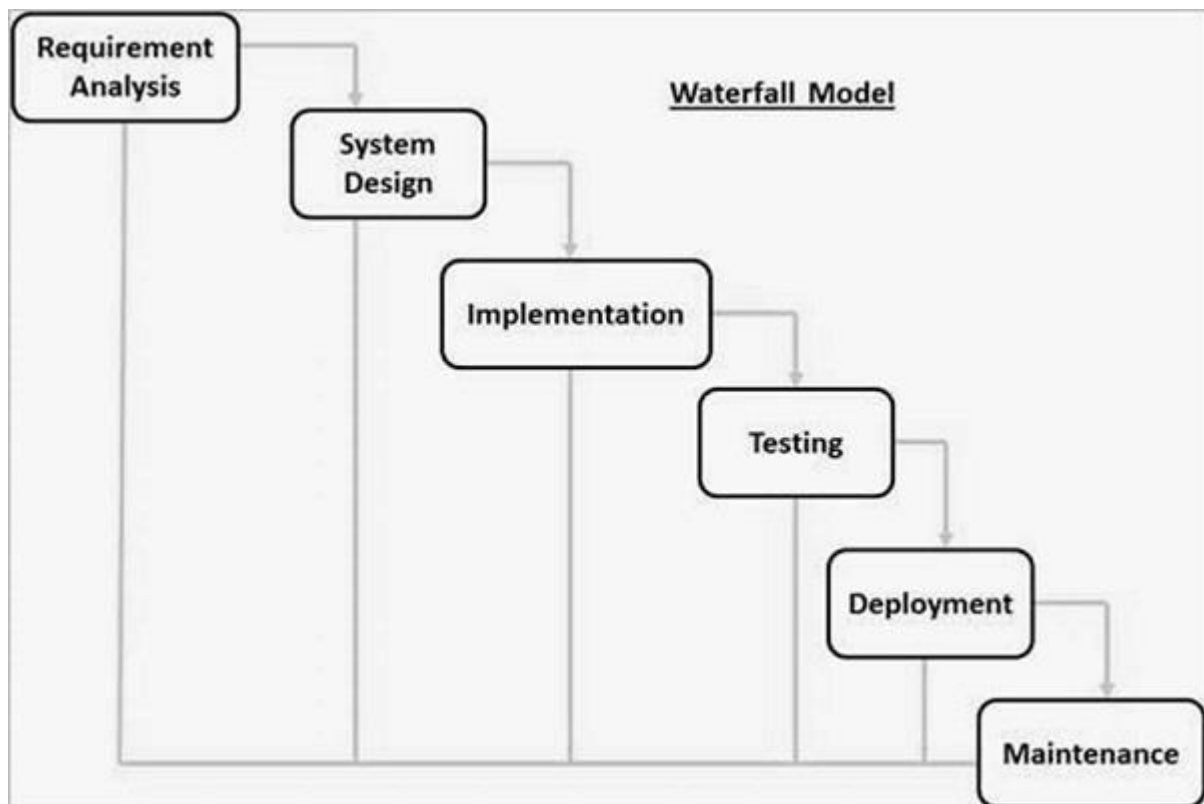 Requirement
Analysis
Waterfall Model
System
Design
Implementation
Testing
Deployment
Maintenance